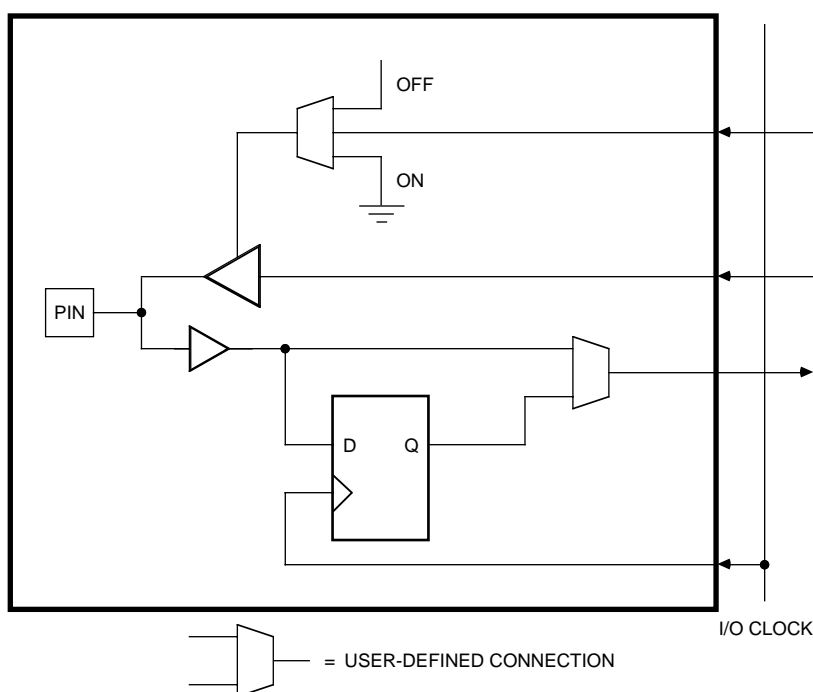 OFF
ON
PIN
D Q
I/O CLOCK
= USER-DEFINED CONNECTION